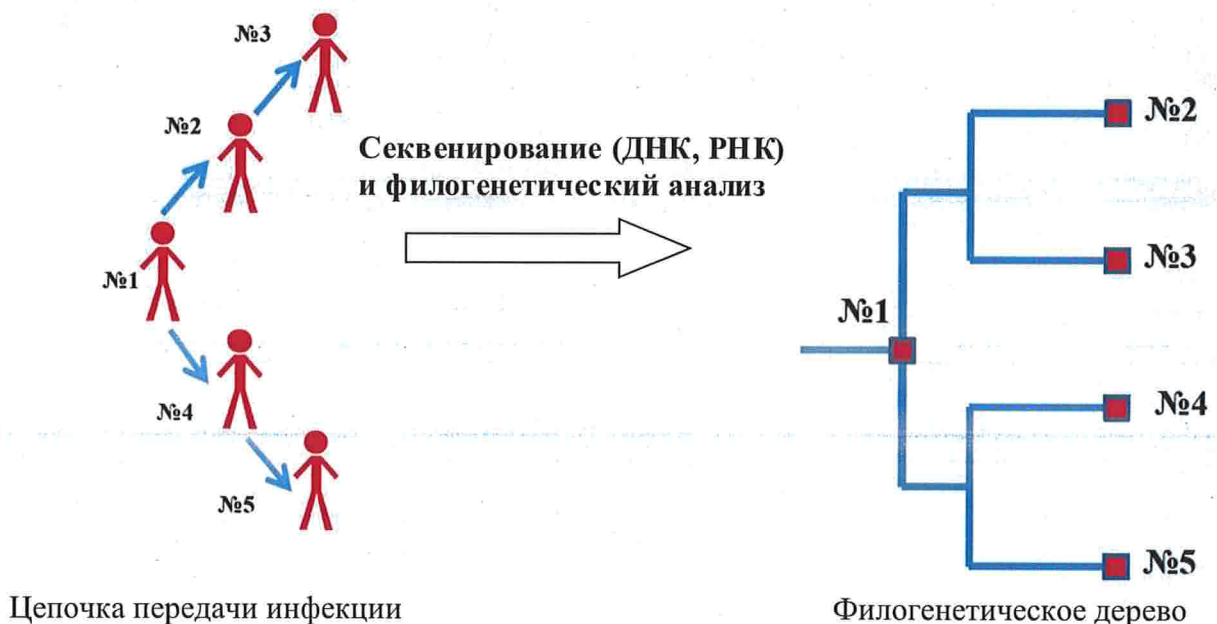 №3
№2
№1
№4
№5
Секвенирование (ДНК, РНК)
и филогенетический анализ
№2
№3
№1
№4
№5
Цепочка передачи инфекции
Филогенетическое дерево